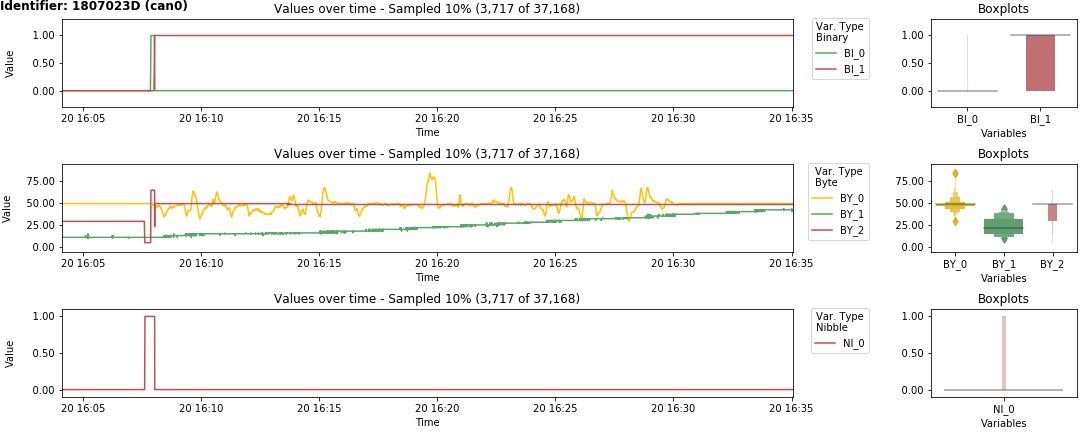 Identifier: 1807023D (can0)
Values over time - Sampled 10% (3,717 of 37,168)
Boxplots
Value
1.00
0.50
0.00
20 16:05 20 16:10 20 16:15 20 16:20 20 16:25 20 16:30 20 16:35
Time
Var. Type
Binary
BI_0
BI_1
1.00
0.50
0.00
BI_0 BI_1
Variables
Values over time - Sampled 10% (3,717 of 37,168)
Boxplots
Value
75.00
50.00
25.00
0.00
20 16:05 20 16:10 20 16:15 20 16:20 20 16:25 20 16:30 20 16:35
Time
Var. Type
Byte
BY_0
BY_1
BY_2
75.00
50.00
25.00
0.00
BY_0 BY_1 BY_2
Variables
Values over time - Sampled 10% (3,717 of 37,168)
Boxplots
Value
1.00
0.50
0.00
20 16:05 20 16:10 20 16:15 20 16:20 20 16:25 20 16:30 20 16:35
Time
Var. Type
Nibble
NI_0
1.00
0.50
0.00
NI_0
Variables